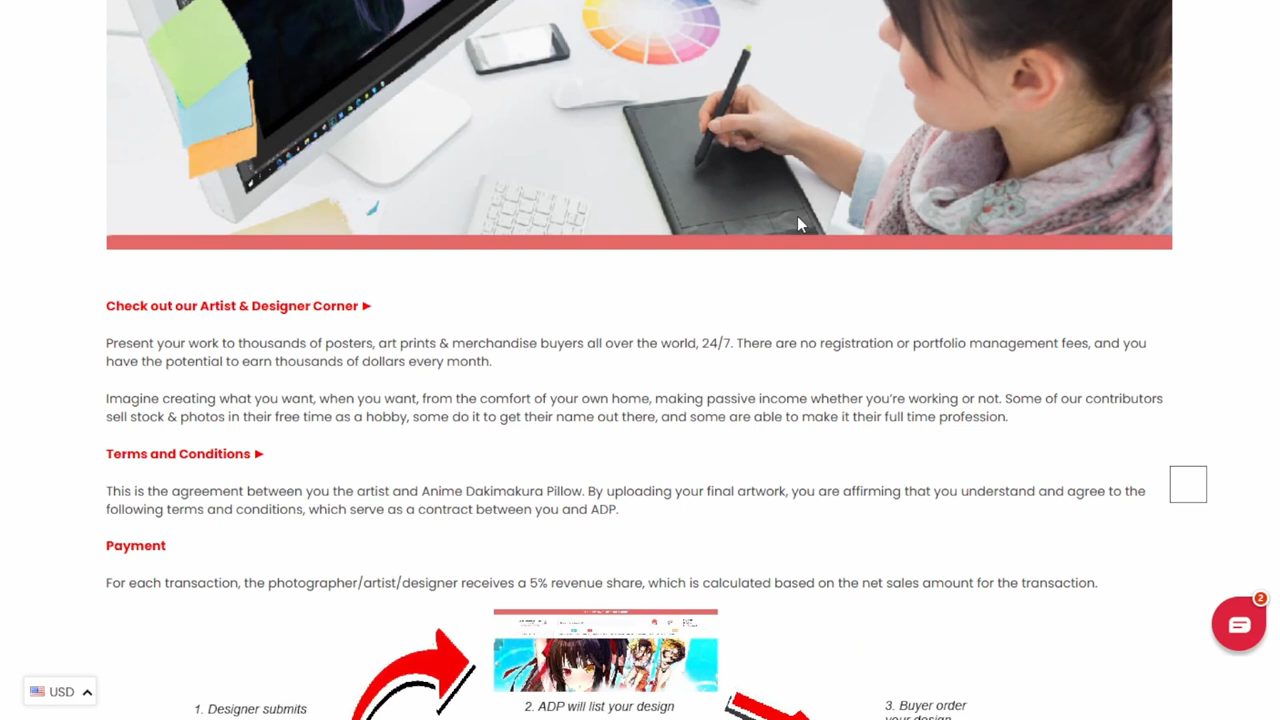 Check out our Artist & Designer Corner ►
Present your work to thousands of posters, art prints & merchandise buyers all over the world, 24/7. There are no registration or portfolio management fees, and you
have the potential to earn thousands of dollars every month.
Imagine creating what you want, when you want, from the comfort of your own home, making passive income whether you're working or not. Some of our contributors
sell stock & photos in their free time as a hobby, some do it to get their name out there, and some are able to make it their full time profession.
Terms and Conditions ►
This is the agreement between you the artist and Anime Dakimakura Pillow. By uploading your final artwork, you are affirming that you understand and agree to the
following terms and conditions, which serve as a contract between you and ADP.
Payment
For each transaction, the photographer/artist/designer receives a 5% revenue share, which is calculated based on the net sales amount for the transaction.
2
USD
1. Designer submits
2. ADP will list your design
3. Buyer order
your design